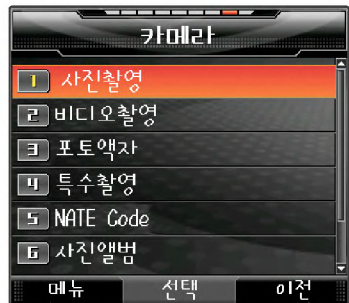 카메라
1 사진촬영
2 비디오촬영
3 포토액자
4 특수촬영
5 NATE Code
6 사진앨범
메뉴 선택 이전